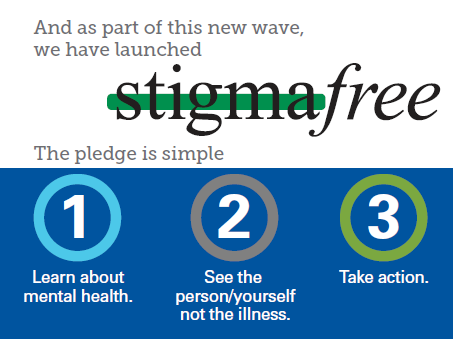 And as part of this new wave,
we have launched
stigmafree
The pledge is simple
1
Learn about
mental health.
2
See the
person/yourself
not the illness.
3
Take action.